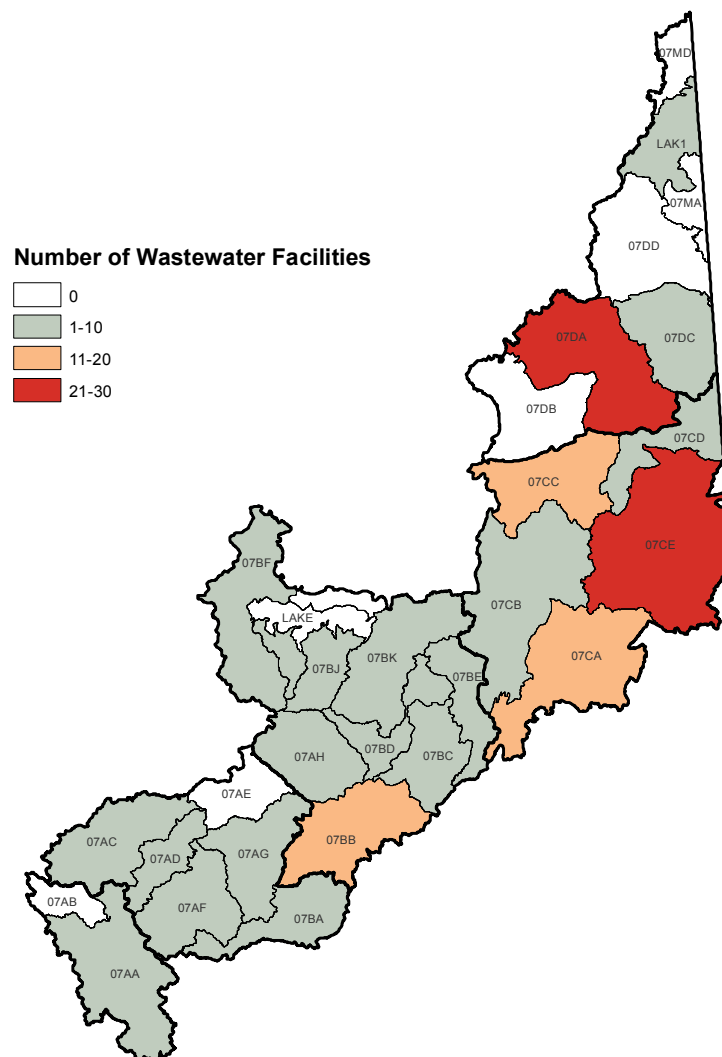 07MD
LAK1
07MA
07DD
Number of Wastewater Facilities
0
1-10
11-20
21-30
07DA
07DC
07DB
07CD
07CC
07CE
07BF
07CB
LAKE
07BJ
07BK
07CA
07BE
07AH
07BD
07BC
07AE
07AC
07AD
07AG
07BB
07AB
07AF
07BA
07AA